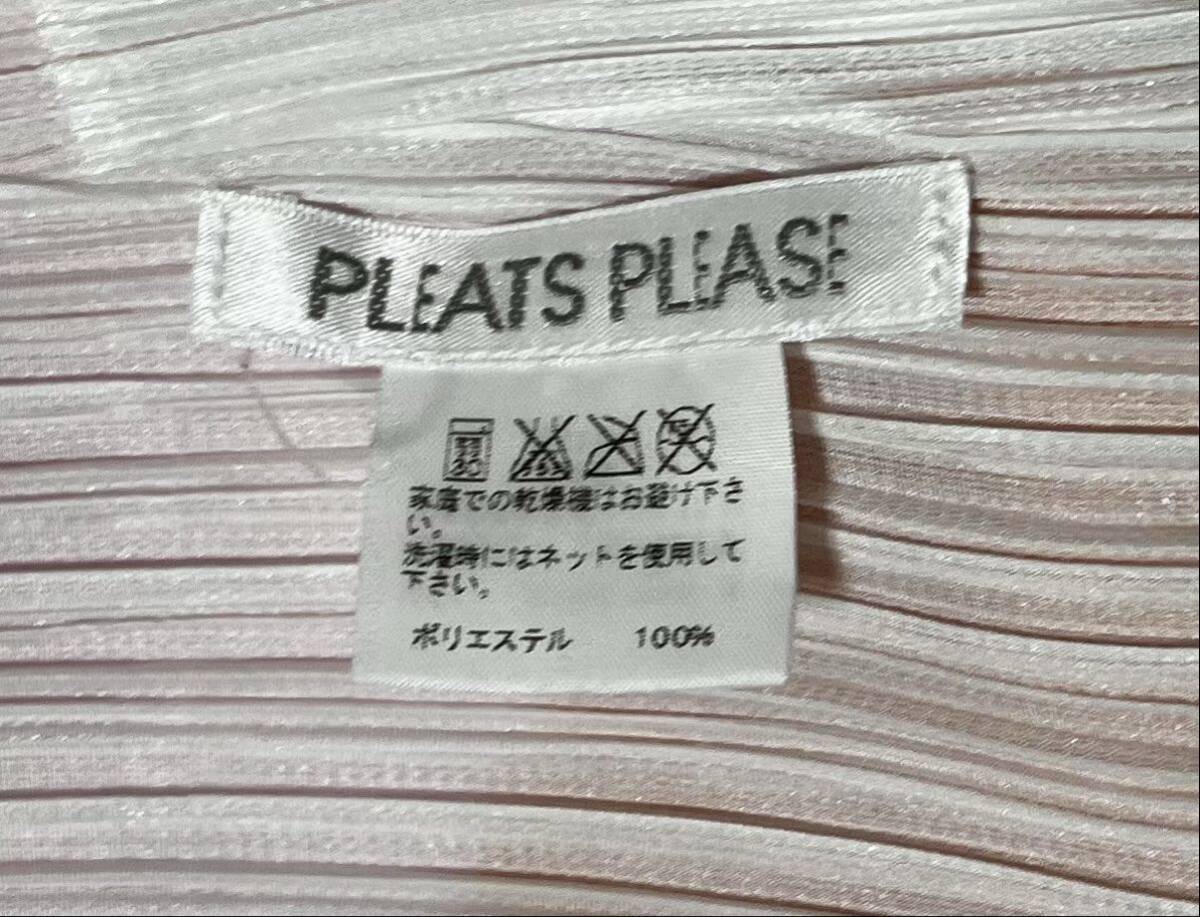 PLEATS PLEASE
家庭での乾燥機はお避け下さ
い。
洗濯時にはネットを使用して
下さい。
ポリエステル 100%